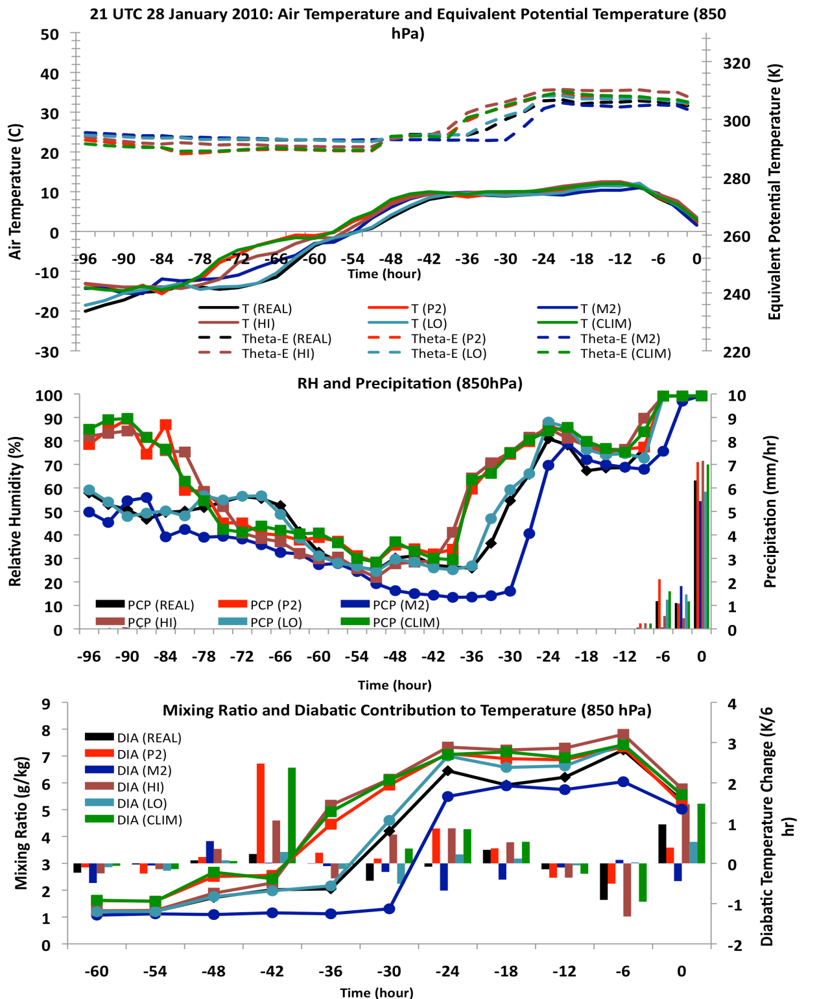 21 UTC 28 January 2010: Air Temperature and Equivalent Potential Temperature (850
hPa)
50
40
30
20
10
0
-10
-20
-30
Air Temperature (C)
320
300
280
260
240
220
Equivalent Potential Temperature (K)
-96 -90 -84 -78 -72 -66 -60 -54 -48 -42 -36 -30 -24 -18 -12 -6 0
Time (hour)
T (REAL) T (P2) T (M2)
T (HI) T (LO) T (CLIM)
Theta-E (REAL) Theta-E (P2) Theta-E (M2)
Theta-E (HI) Theta-E (LO) Theta-E (CLIM)
RH and Precipitation (850hPa)
100
90
80
70
60
50
40
30
20
10
0
Relative Humidity (%)
10
9
8
7
6
5
4
3
2
1
0
Precipitation (mm/hr)
PCP (REAL) PCP (P2) PCP (M2)
PCP (HI) PCP (LO) PCP (CLIM)
-96 -90 -84 -78 -72 -66 -60 -54 -48 -42 -36 -30 -24 -18 -12 -6 0
Time (hour)
Mixing Ratio and Diabatic Contribution to Temperature (850 hPa)
9
8
7
6
5
4
3
2
1
0
Mixing Ratio (g/kg)
4
3
2
1
0
-1
-2
Diabatic Temperature Change (K/6
hr)
DIA (REAL)
DIA (P2)
DIA (M2)
DIA (HI)
DIA (LO)
DIA (CLIM)
-60 -54 -48 -42 -36 -30 -24 -18 -12 -6 0
Time (hour)